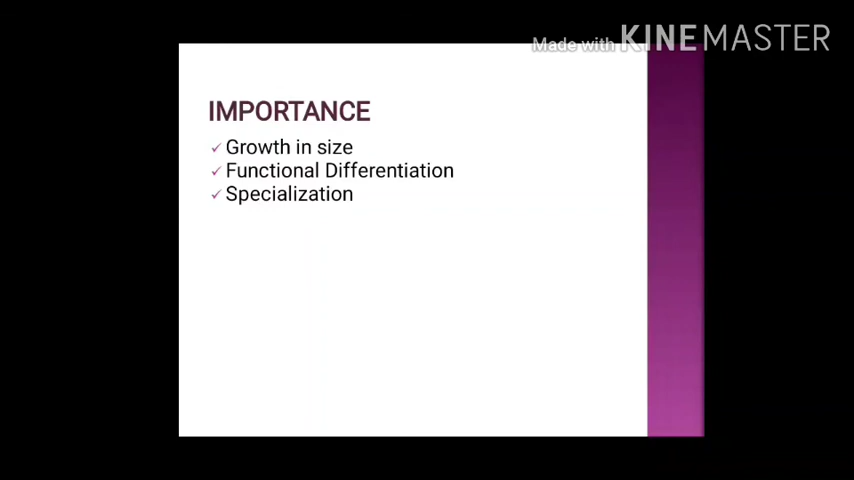 Made with KINEMASTER
IMPORTANCE
✓ Growth in size
✓ Functional Differentiation
✓ Specialization